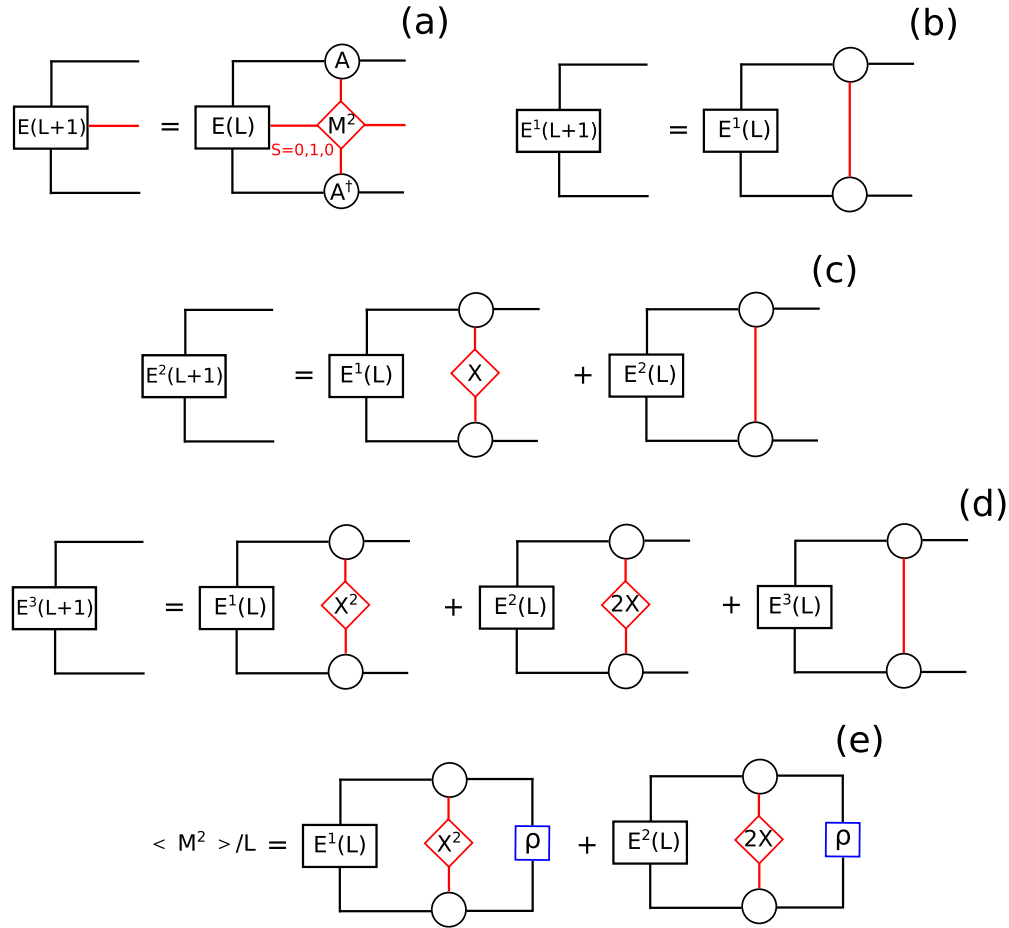 (a)
A
E(L+1) = E(L) M²
S=0,1,0
A†
(b)
E¹(L+1) = E¹(L)
(c)
E²(L+1) = E¹(L) X + E²(L)
(d)
E³(L+1) = E¹(L) X² + E²(L) 2X + E³(L)
(e)
< M² >/L = E¹(L) X² ρ + E²(L) 2X ρ